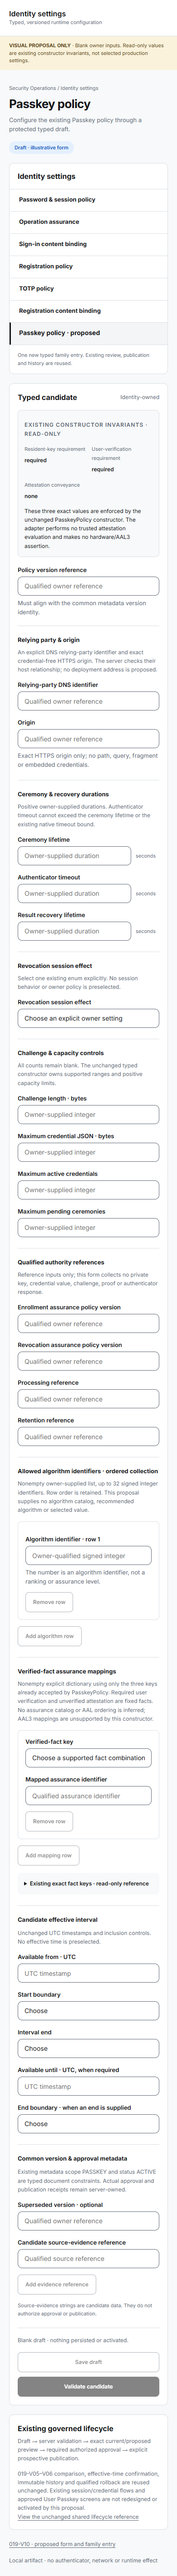 Identity settings
Typed, versioned runtime configuration
VISUAL PROPOSAL ONLY · Blank owner inputs. Read-only values
are existing constructor invariants, not selected production
settings.
Security Operations / Identity settings
Passkey policy
Configure the existing Passkey policy through a
protected typed draft.
Draft · illustrative form
Identity settings
Password & session policy
Operation assurance
Sign-in content binding
Registration policy
TOTP policy
Registration content binding
Passkey policy · proposed
One new typed family entry. Existing review, publication
and history are reused.
Typed candidate
Identity-owned
EXISTING CONSTRUCTOR INVARIANTS ·
READ-ONLY
Resident-key requirement
required
User-verification
requirement
required
Attestation conveyance
none
These three exact values are enforced by the
unchanged PasskeyPolicy constructor. The
adapter performs no trusted attestation
evaluation and makes no hardware/AAL3
assertion.
Policy version reference
Qualified owner reference
Must align with the common metadata version
identity.
Relying party & origin
An explicit DNS relying-party identifier and exact
credential-free HTTPS origin. The server checks their
host relationship; no deployment address is proposed.
Relying-party DNS identifier
Qualified owner reference
Origin
Qualified owner reference
Exact HTTPS origin only; no path, query, fragment
or embedded credentials.
Ceremony & recovery durations
Positive owner-supplied durations. Authenticator
timeout cannot exceed the ceremony lifetime or the
existing native timeout bound.
Ceremony lifetime
Owner-supplied duration
seconds
Authenticator timeout
Owner-supplied duration
seconds
Result recovery lifetime
Owner-supplied duration
seconds
Revocation session effect
Select one existing enum explicitly. No session
behavior or owner policy is preselected.
Revocation session effect
Choose an explicit owner setting
Challenge & capacity controls
All counts remain blank. The unchanged typed
constructor owns supported ranges and positive
capacity limits.
Challenge length · bytes
Owner-supplied integer
Maximum credential JSON · bytes
Owner-supplied integer
Maximum active credentials
Owner-supplied integer
Maximum pending ceremonies
Owner-supplied integer
Qualified authority references
Reference inputs only; this form collects no private
key, credential value, challenge, proof or authenticator
response.
Enrollment assurance policy version
Qualified owner reference
Revocation assurance policy version
Qualified owner reference
Processing reference
Qualified owner reference
Retention reference
Qualified owner reference
Allowed algorithm identifiers · ordered collection
Nonempty owner-supplied list, up to 32 signed integer
identifiers. Row order is retained. This proposal
supplies no algorithm catalog, recommended
algorithm or selected value.
Algorithm identifier · row 1
Owner-qualified signed integer
The number is an algorithm identifier, not a
ranking or assurance level.
Remove row
Add algorithm row
Verified-fact assurance mappings
Nonempty explicit dictionary using only the three keys
already accepted by PasskeyPolicy. Required user
verification and unverified attestation are fixed facts.
No assurance catalog or AAL ordering is inferred;
AAL3 mappings are unsupported by this constructor.
Verified-fact key
Choose a supported fact combination
Mapped assurance identifier
Qualified assurance identifier
Remove row
Add mapping row
▶ Existing exact fact keys · read-only reference
Candidate effective interval
Unchanged UTC timestamps and inclusion controls.
No effective time is preselected.
Available from · UTC
UTC timestamp
Start boundary
Choose
Interval end
Choose
Available until · UTC, when required
UTC timestamp
End boundary · when an end is supplied
Choose
Common version & approval metadata
Existing metadata scope PASSKEY and status ACTIVE
are typed document constants. Actual approval and
publication receipts remain server-owned.
Superseded version · optional
Qualified owner reference
Candidate source-evidence reference
Qualified source reference
Add evidence reference
Source-evidence strings are candidate data. They do not
authorize approval or publication.
Blank draft · nothing persisted or activated.
Save draft
Validate candidate
Existing governed lifecycle
Draft → server validation → exact current/proposed
preview → required authorized approval → explicit
prospective publication.
019-V05–V06 comparison, effective-time confirmation,
immutable history and qualified rollback are reused
unchanged. Existing session/credential flows and
approved User Passkey screens are not redesigned or
activated by this proposal.
View the unchanged shared lifecycle reference
019-V10 · proposed form and family entry
Local artifact · no authenticator, network or runtime effect